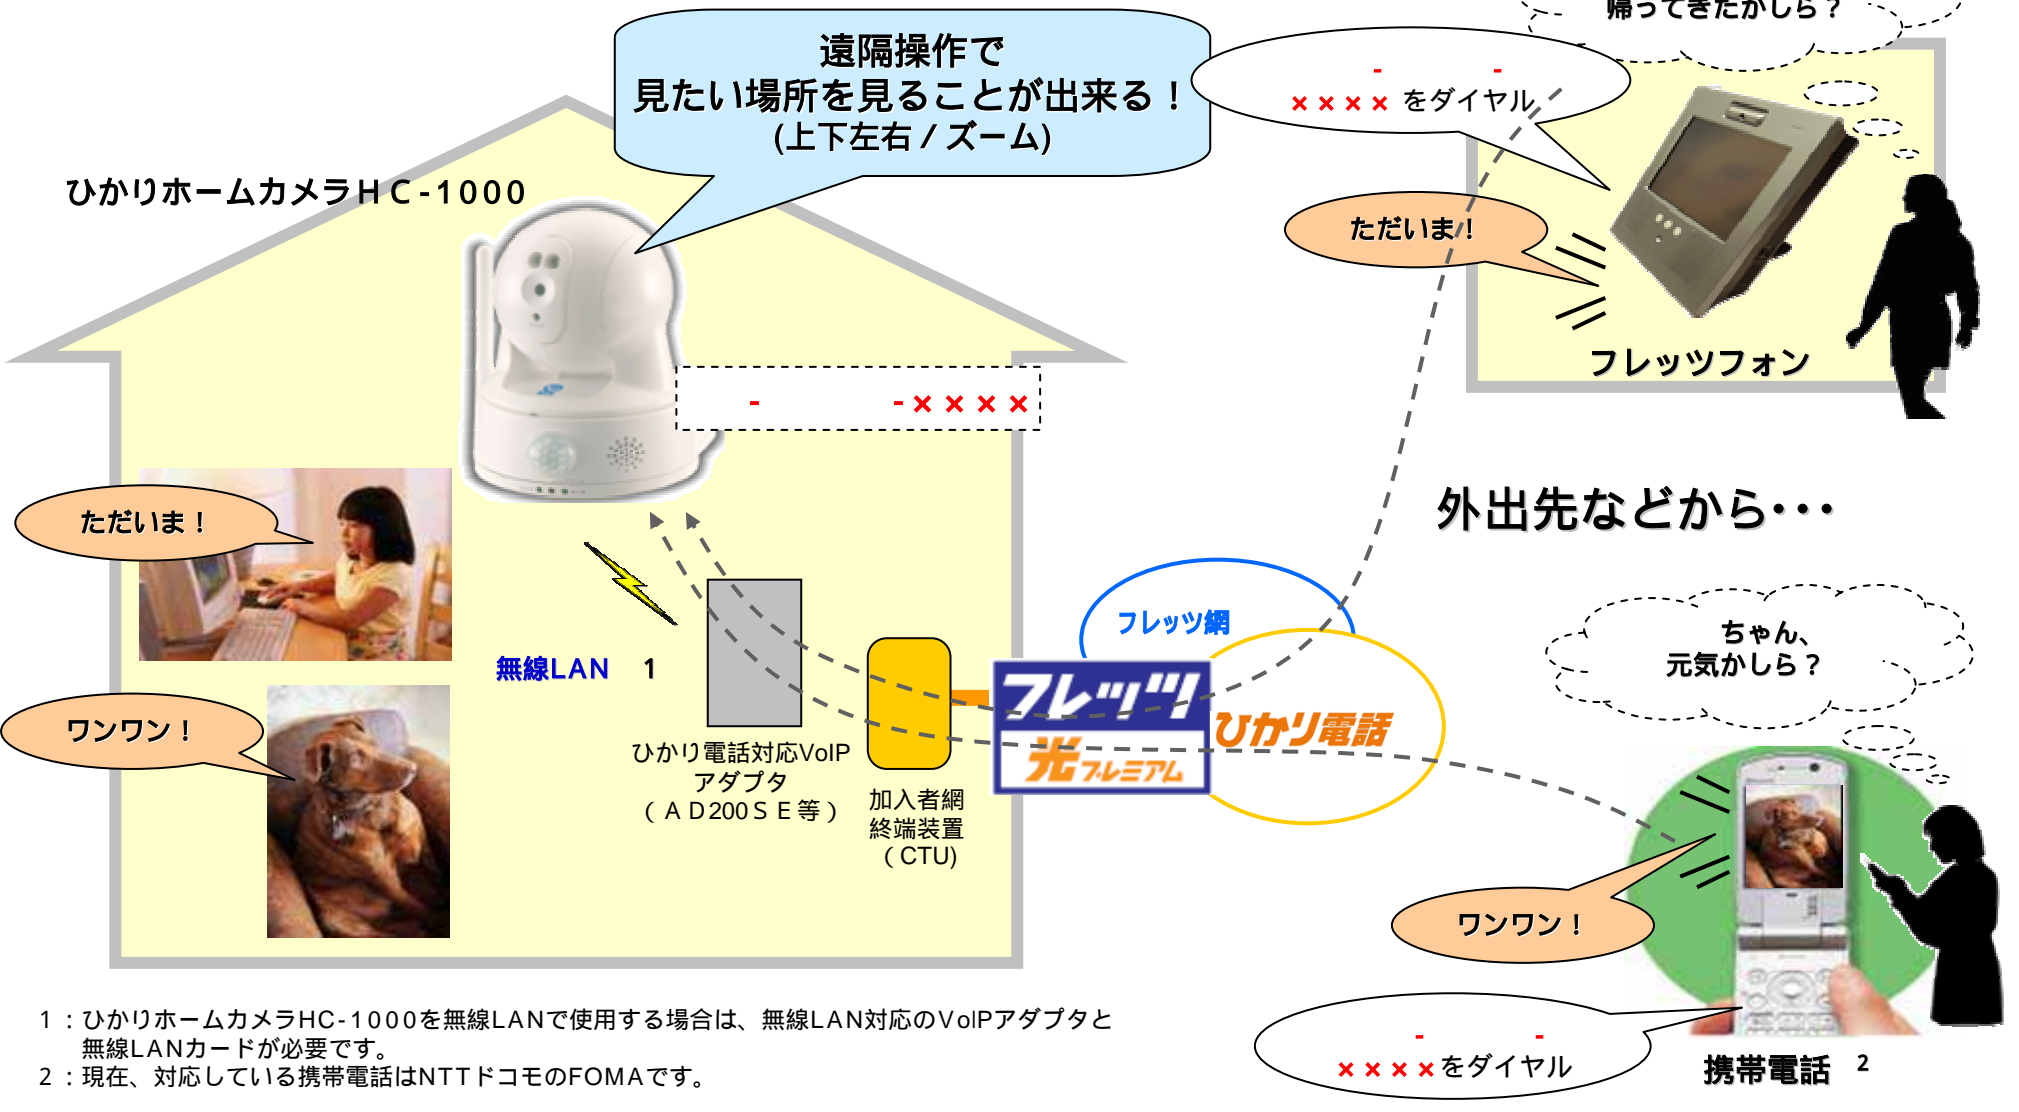 帰ってきたかしら？
遠隔操作で
見たい場所を見ることが出来る！
(上下左右／ズーム)
-　-
××××をダイヤル
ひかりホームカメラＨＣ-1000
ただいま！
フレッツフォン
-　-××××
外出先などから・・・
ただいま！
フレッツ網
ちゃん、
元気かしら？
無線LAN　1
フレッツ
光プレミアム
ひかり電話
ワンワン！
ひかり電話対応VoIP
アダプタ
（ＡＤ200ＳＥ等）
加入者網
終端装置
（CTU)
ワンワン！
-　-
××××をダイヤル
携帯電話　2
1：ひかりホームカメラHC-1000を無線LANで使用する場合は、無線LAN対応のVoIPアダプタと
無線LANカードが必要です。
2：現在、対応している携帯電話はNTTドコモのFOMAです。